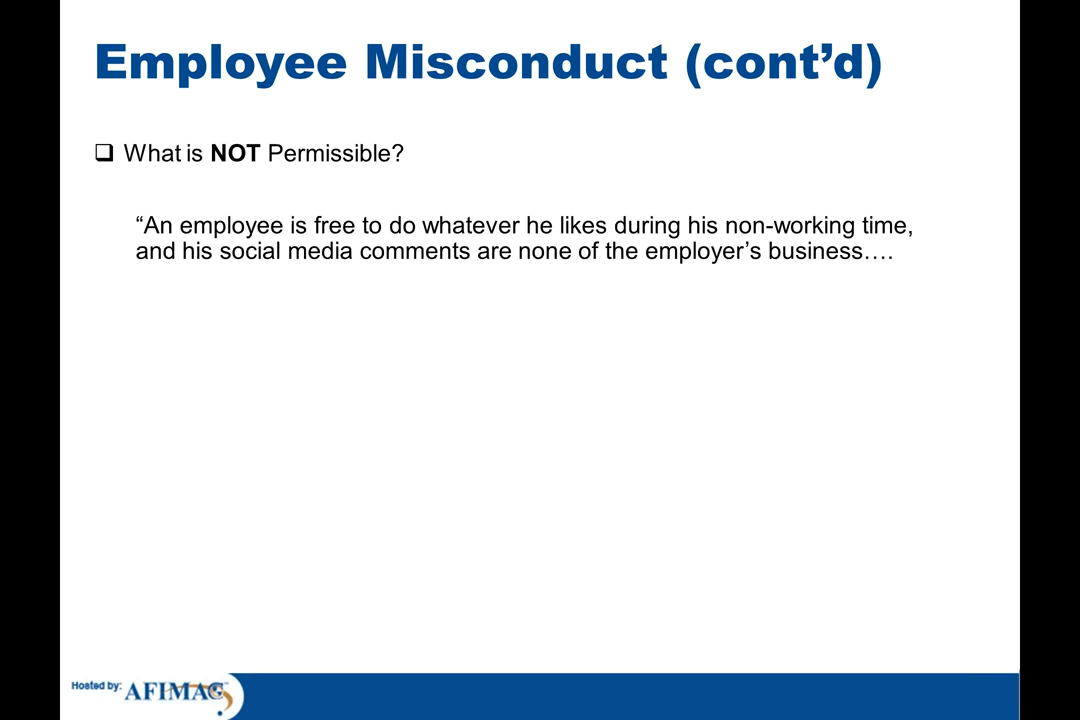 Employee Misconduct (cont’d)
❑ What is NOT Permissible?
“An employee is free to do whatever he likes during his non-working time,
and his social media comments are none of the employer’s business….
Hosted by: AFIMAC™